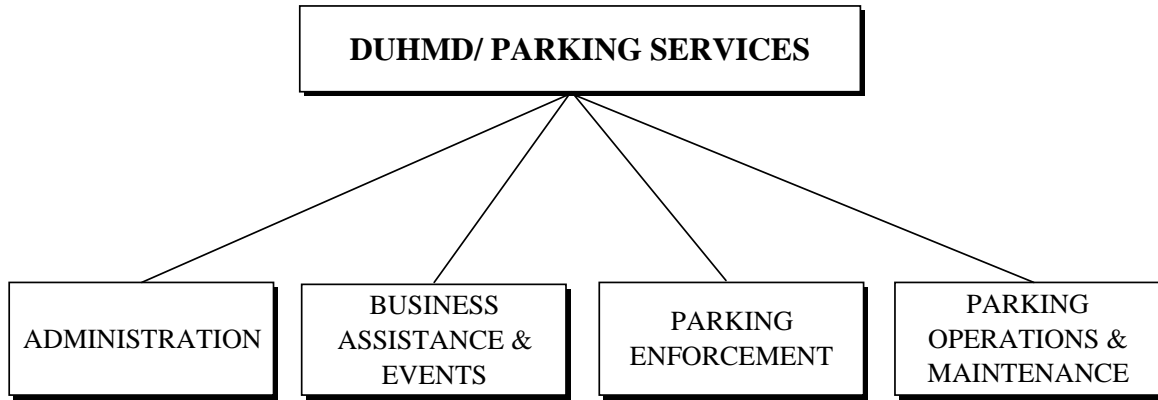 DUHMD/ PARKING SERVICES
ADMINISTRATION
BUSINESS
ASSISTANCE &
EVENTS
PARKING
ENFORCEMENT
PARKING
OPERATIONS &
MAINTENANCE